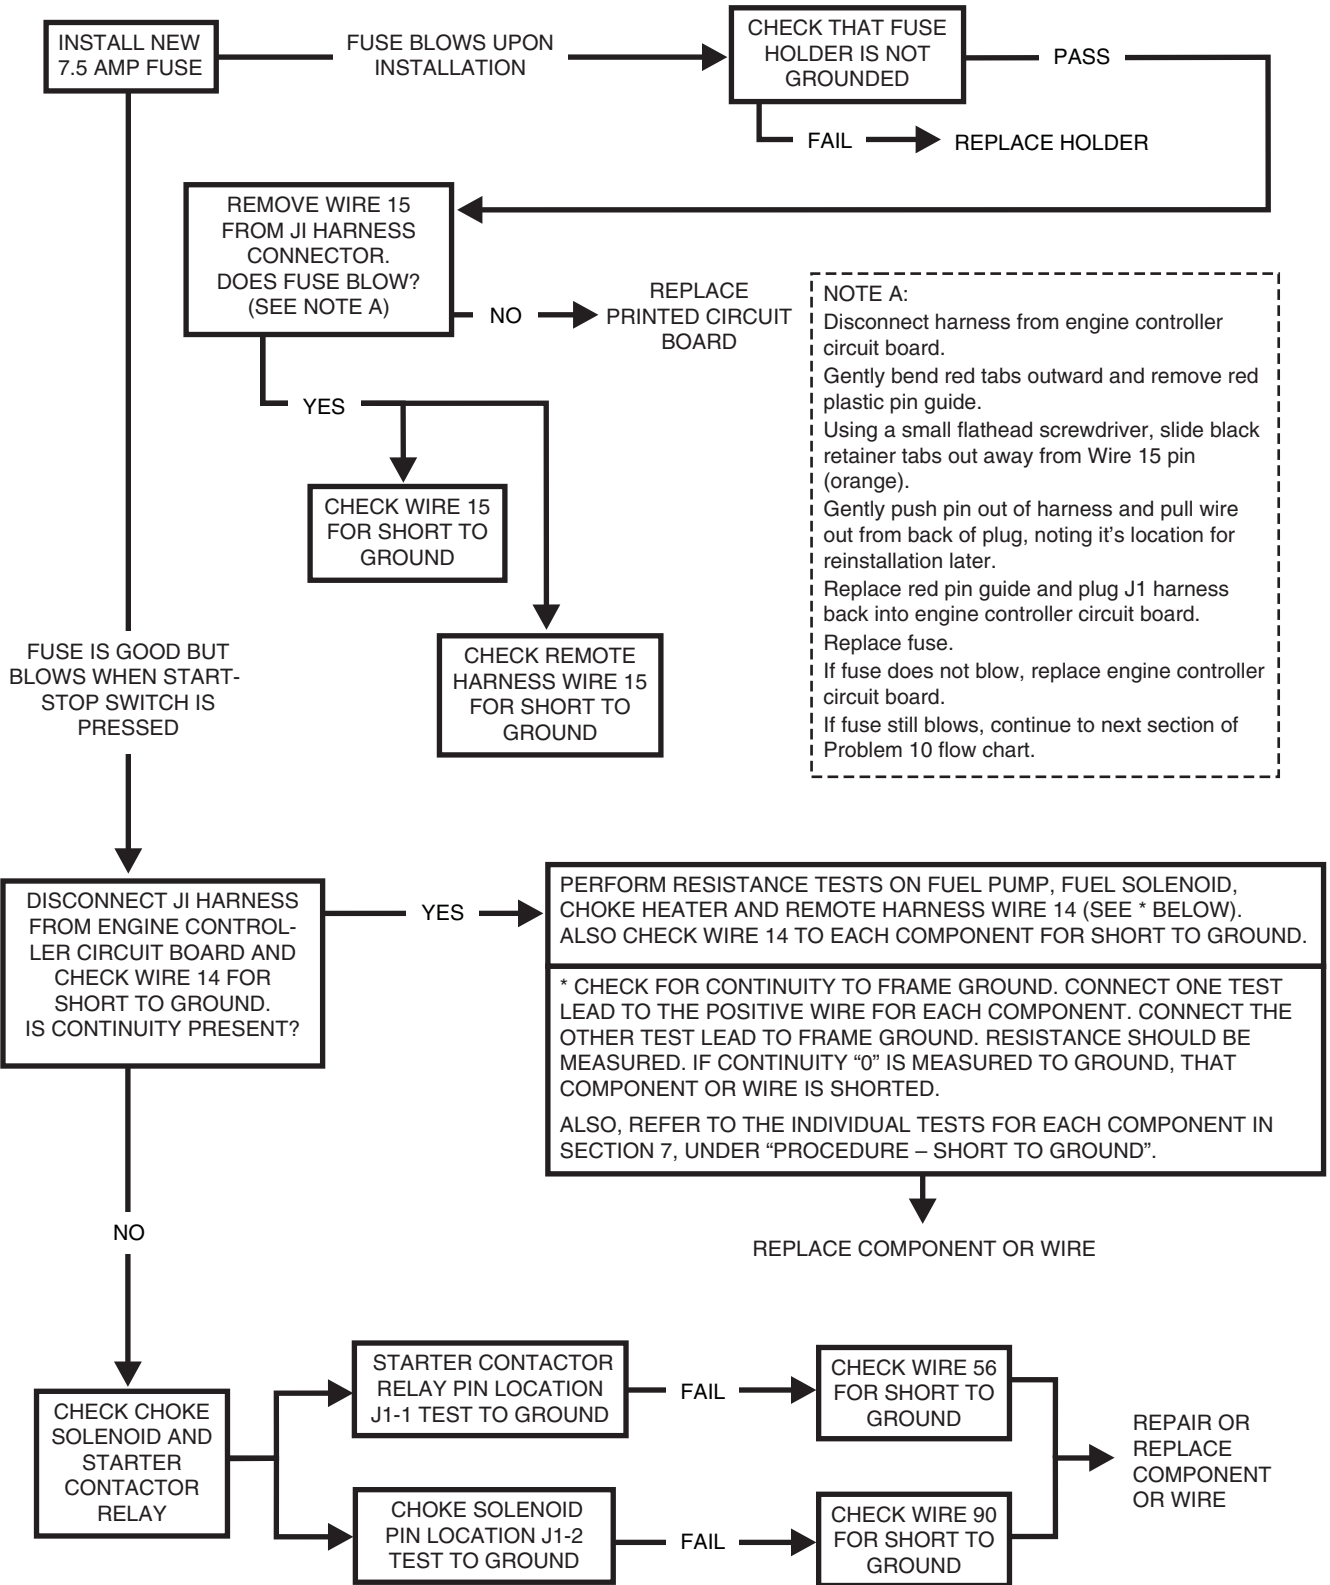 INSTALL NEW
7.5 AMP FUSE
FUSE BLOWS UPON
INSTALLATION
CHECK THAT FUSE
HOLDER IS NOT
GROUNDED
PASS
FAIL
REPLACE HOLDER
REMOVE WIRE 15
FROM JI HARNESS
CONNECTOR.
DOES FUSE BLOW?
(SEE NOTE A)
NO
REPLACE
PRINTED CIRCUIT
BOARD
YES
CHECK WIRE 15
FOR SHORT TO
GROUND
CHECK REMOTE
HARNESS WIRE 15
FOR SHORT TO
GROUND
NOTE A:
Disconnect harness from engine controller
circuit board.
Gently bend red tabs outward and remove red
plastic pin guide.
Using a small flathead screwdriver, slide black
retainer tabs out away from Wire 15 pin
(orange).
Gently push pin out of harness and pull wire
out from back of plug, noting it’s location for
reinstallation later.
Replace red pin guide and plug J1 harness
back into engine controller circuit board.
Replace fuse.
If fuse does not blow, replace engine controller
circuit board.
If fuse still blows, continue to next section of
Problem 10 flow chart.
FUSE IS GOOD BUT
BLOWS WHEN START-
STOP SWITCH IS
PRESSED
DISCONNECT JI HARNESS
FROM ENGINE CONTROL-
LER CIRCUIT BOARD AND
CHECK WIRE 14 FOR
SHORT TO GROUND.
IS CONTINUITY PRESENT?
YES
PERFORM RESISTANCE TESTS ON FUEL PUMP, FUEL SOLENOID,
CHOKE HEATER AND REMOTE HARNESS WIRE 14 (SEE * BELOW).
ALSO CHECK WIRE 14 TO EACH COMPONENT FOR SHORT TO GROUND.
* CHECK FOR CONTINUITY TO FRAME GROUND. CONNECT ONE TEST
LEAD TO THE POSITIVE WIRE FOR EACH COMPONENT. CONNECT THE
OTHER TEST LEAD TO FRAME GROUND. RESISTANCE SHOULD BE
MEASURED. IF CONTINUITY “0” IS MEASURED TO GROUND, THAT
COMPONENT OR WIRE IS SHORTED.
ALSO, REFER TO THE INDIVIDUAL TESTS FOR EACH COMPONENT IN
SECTION 7, UNDER “PROCEDURE – SHORT TO GROUND”.
REPLACE COMPONENT OR WIRE
NO
CHECK CHOKE
SOLENOID AND
STARTER
CONTACTOR
RELAY
STARTER CONTACTOR
RELAY PIN LOCATION
J1-1 TEST TO GROUND
FAIL
CHECK WIRE 56
FOR SHORT TO
GROUND
CHOKE SOLENOID
PIN LOCATION J1-2
TEST TO GROUND
FAIL
CHECK WIRE 90
FOR SHORT TO
GROUND
REPAIR OR
REPLACE
COMPONENT
OR WIRE